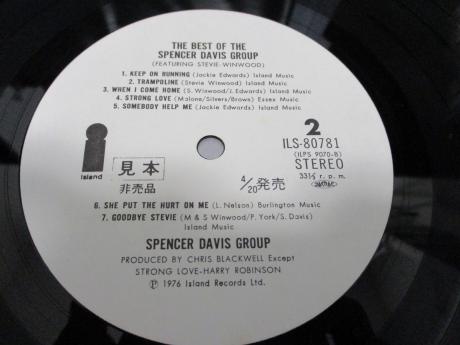 THE BEST OF THE
SPENCER DAVIS GROUP
(FEATURING STEVIE WINWOOD)
1. KEEP ON RUNNING (Jackie Edwards) Island Music
2. TRAMPOLINE (Stevie Winwood) Island Music
3. WHEN I COME HOME (S. Winwood/J. Edwards) Island Music
4. STRONG LOVE (Malone/Silvers/Brows) Essex Music
5. SOMEBODY HELP ME (Jackie Edwards) Island Music
island
見本
非売品
4/20発売
2
ILS-80781
(ILPS 9070-B)
STEREO
33⅓ r. p. m.
6. SHE PUT THE HURT ON ME (L. Nelson) Burlington Music
7. GOODBYE STEVIE (M & S Winwood/P. York/S. Davis)
Island Music
SPENCER DAVIS GROUP
PRODUCED BY CHRIS BLACKWELL Except
STRONG LOVE-HARRY ROBINSON
℗ 1976 Island Records Ltd.